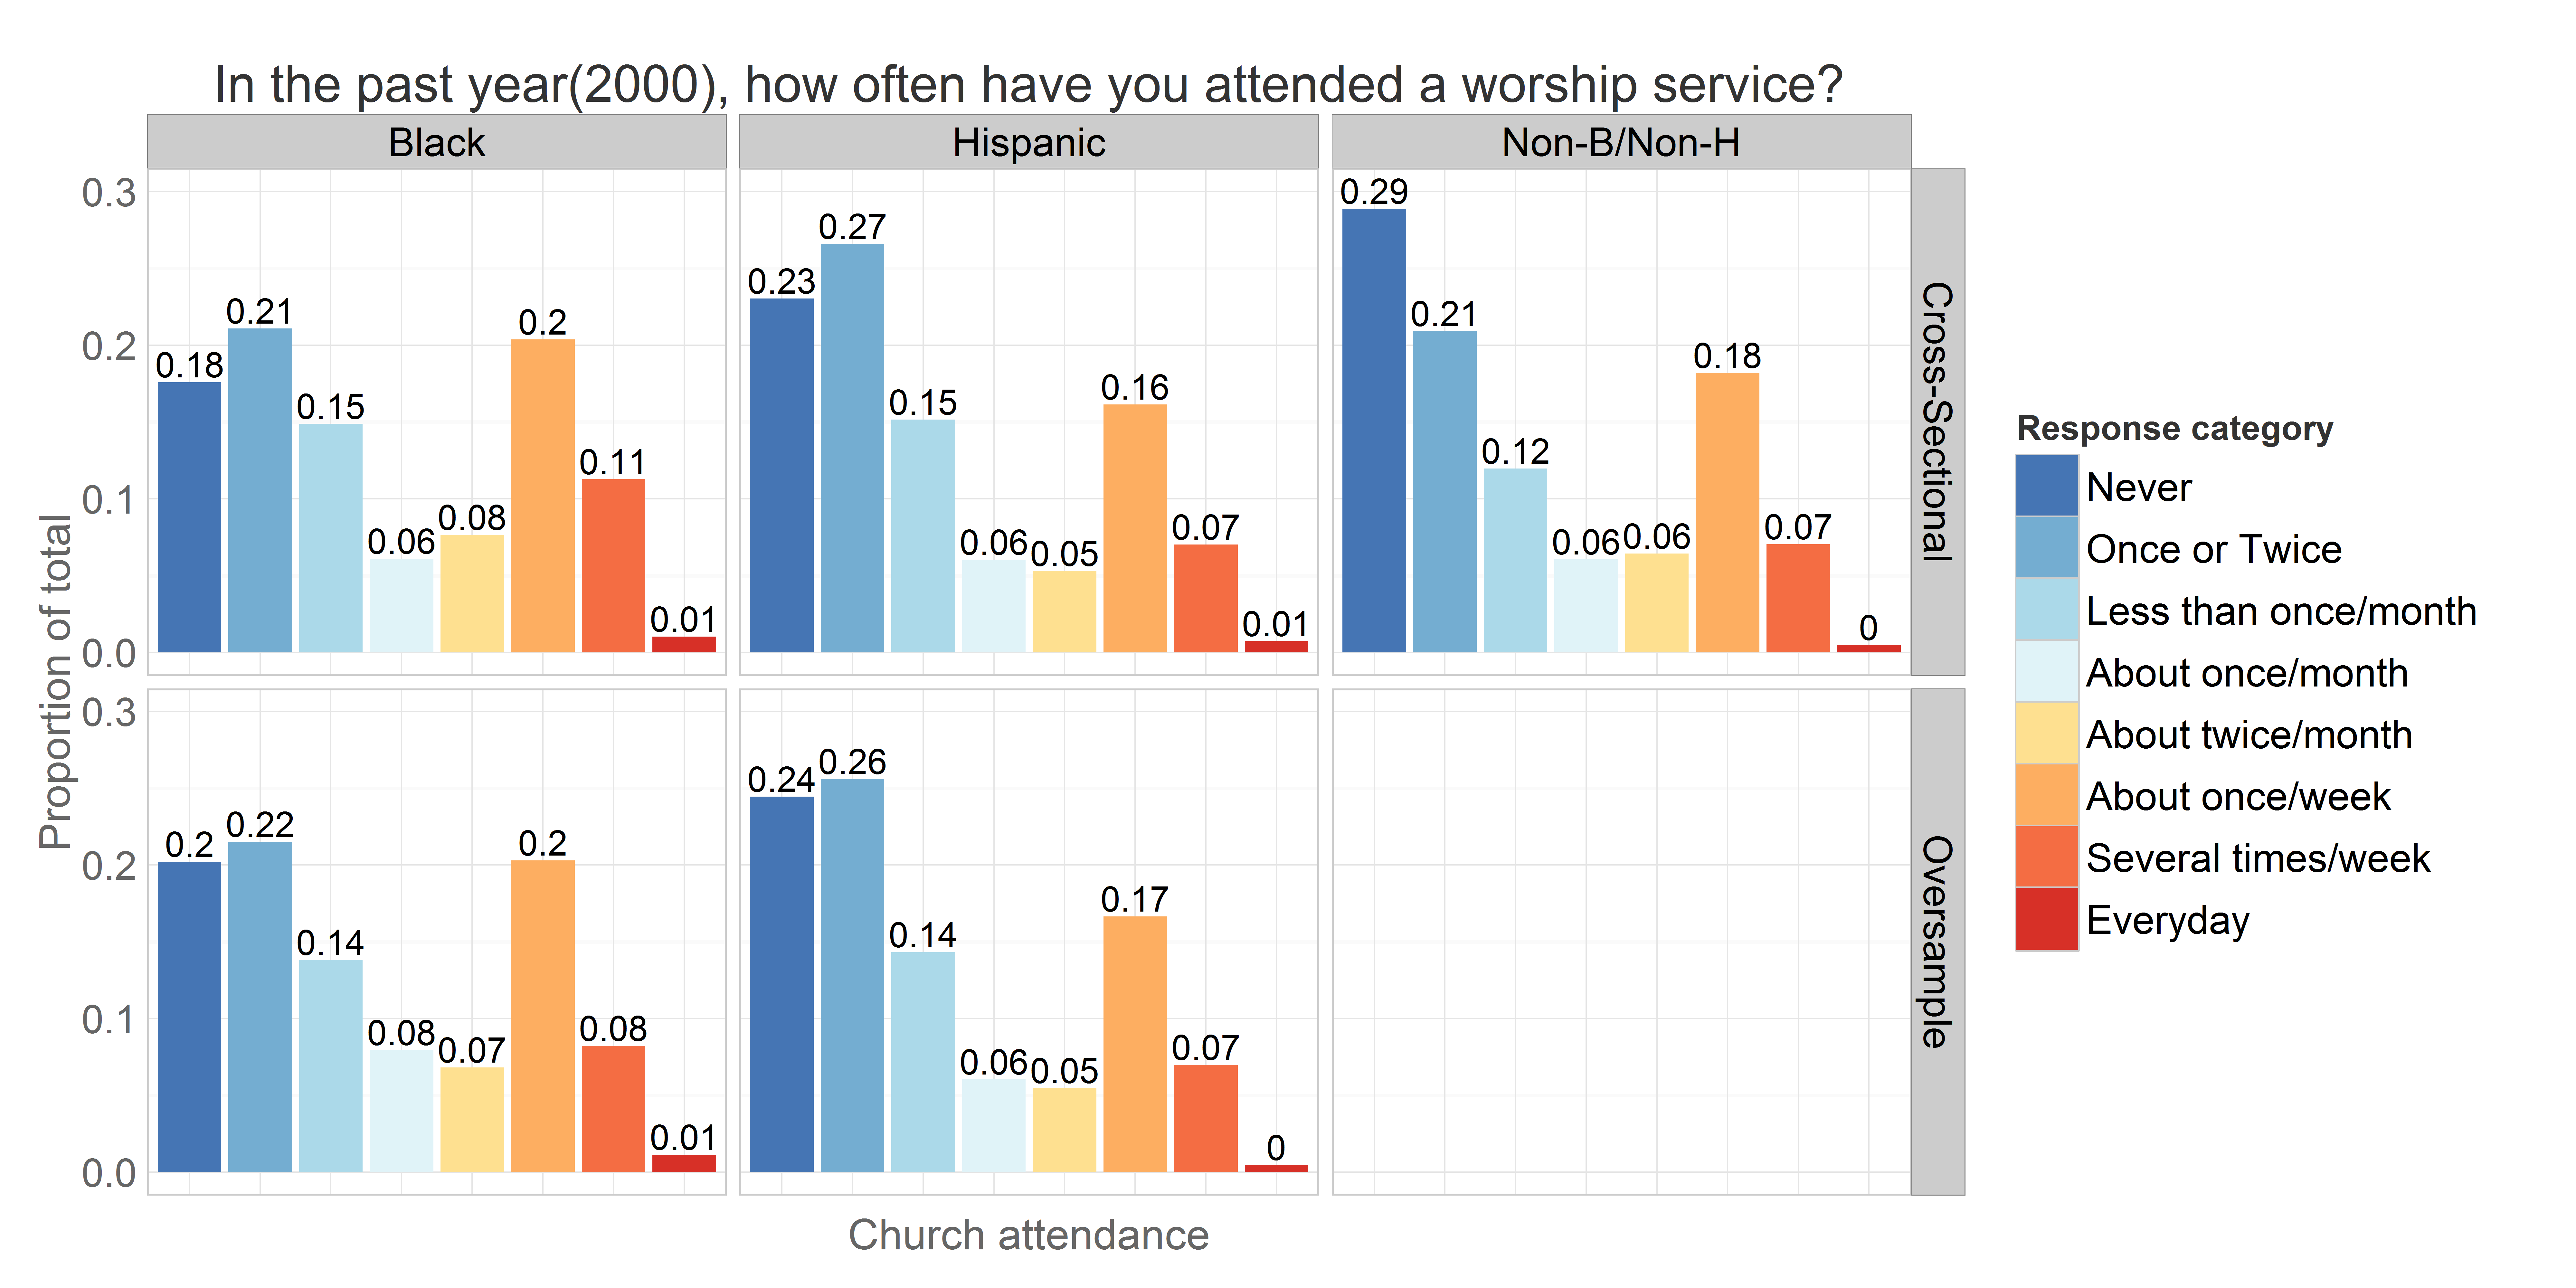 In the past year(2000), how often have you attended a worship service?
Black
Hispanic
Non-B/Non-H
Proportion of total
0.3
0.2
0.1
0.0
0.18
0.21
0.15
0.06
0.08
0.2
0.11
0.01
0.23
0.27
0.15
0.06
0.05
0.16
0.07
0.01
0.29
0.21
0.12
0.06
0.06
0.18
0.07
0
Cross-Sectional
0.3
0.2
0.1
0.0
0.2
0.22
0.14
0.08
0.07
0.2
0.08
0.01
0.24
0.26
0.14
0.06
0.05
0.17
0.07
0
Oversample
Church attendance
Response category
Never
Once or Twice
Less than once/month
About once/month
About twice/month
About once/week
Several times/week
Everyday